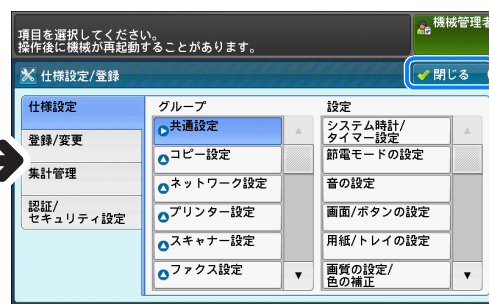 項目を選択してください。
操作後に機械が再起動することがあります。
機械管理者
仕様設定/登録
閉じる
仕様設定
登録/変更
集計管理
認証/
セキュリティ設定
グループ
共通設定
コピー設定
ネットワーク設定
プリンター設定
スキャナー設定
ファクス設定
設定
システム時計/
タイマー設定
節電モードの設定
音の設定
画面/ボタンの設定
用紙/トレイの設定
画質の設定/
色の補正